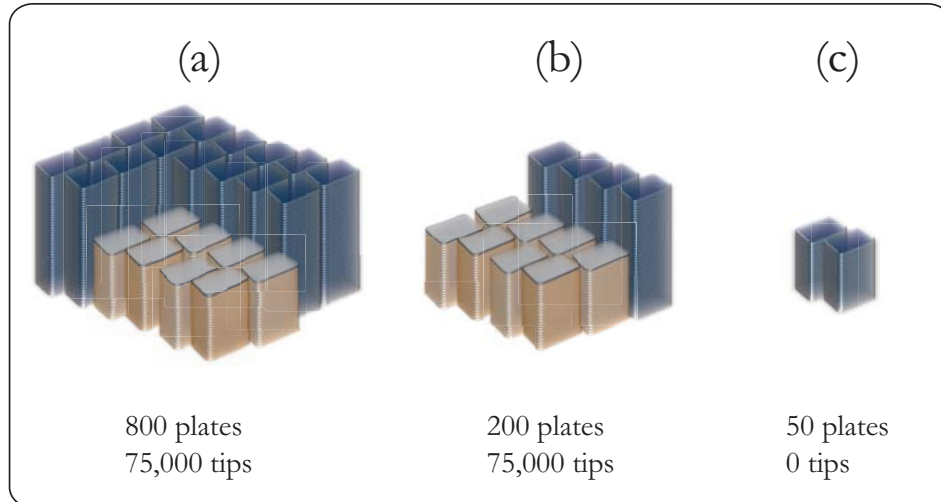 (a)
(b)
(c)
800 plates
75,000 tips
200 plates
75,000 tips
50 plates
0 tips